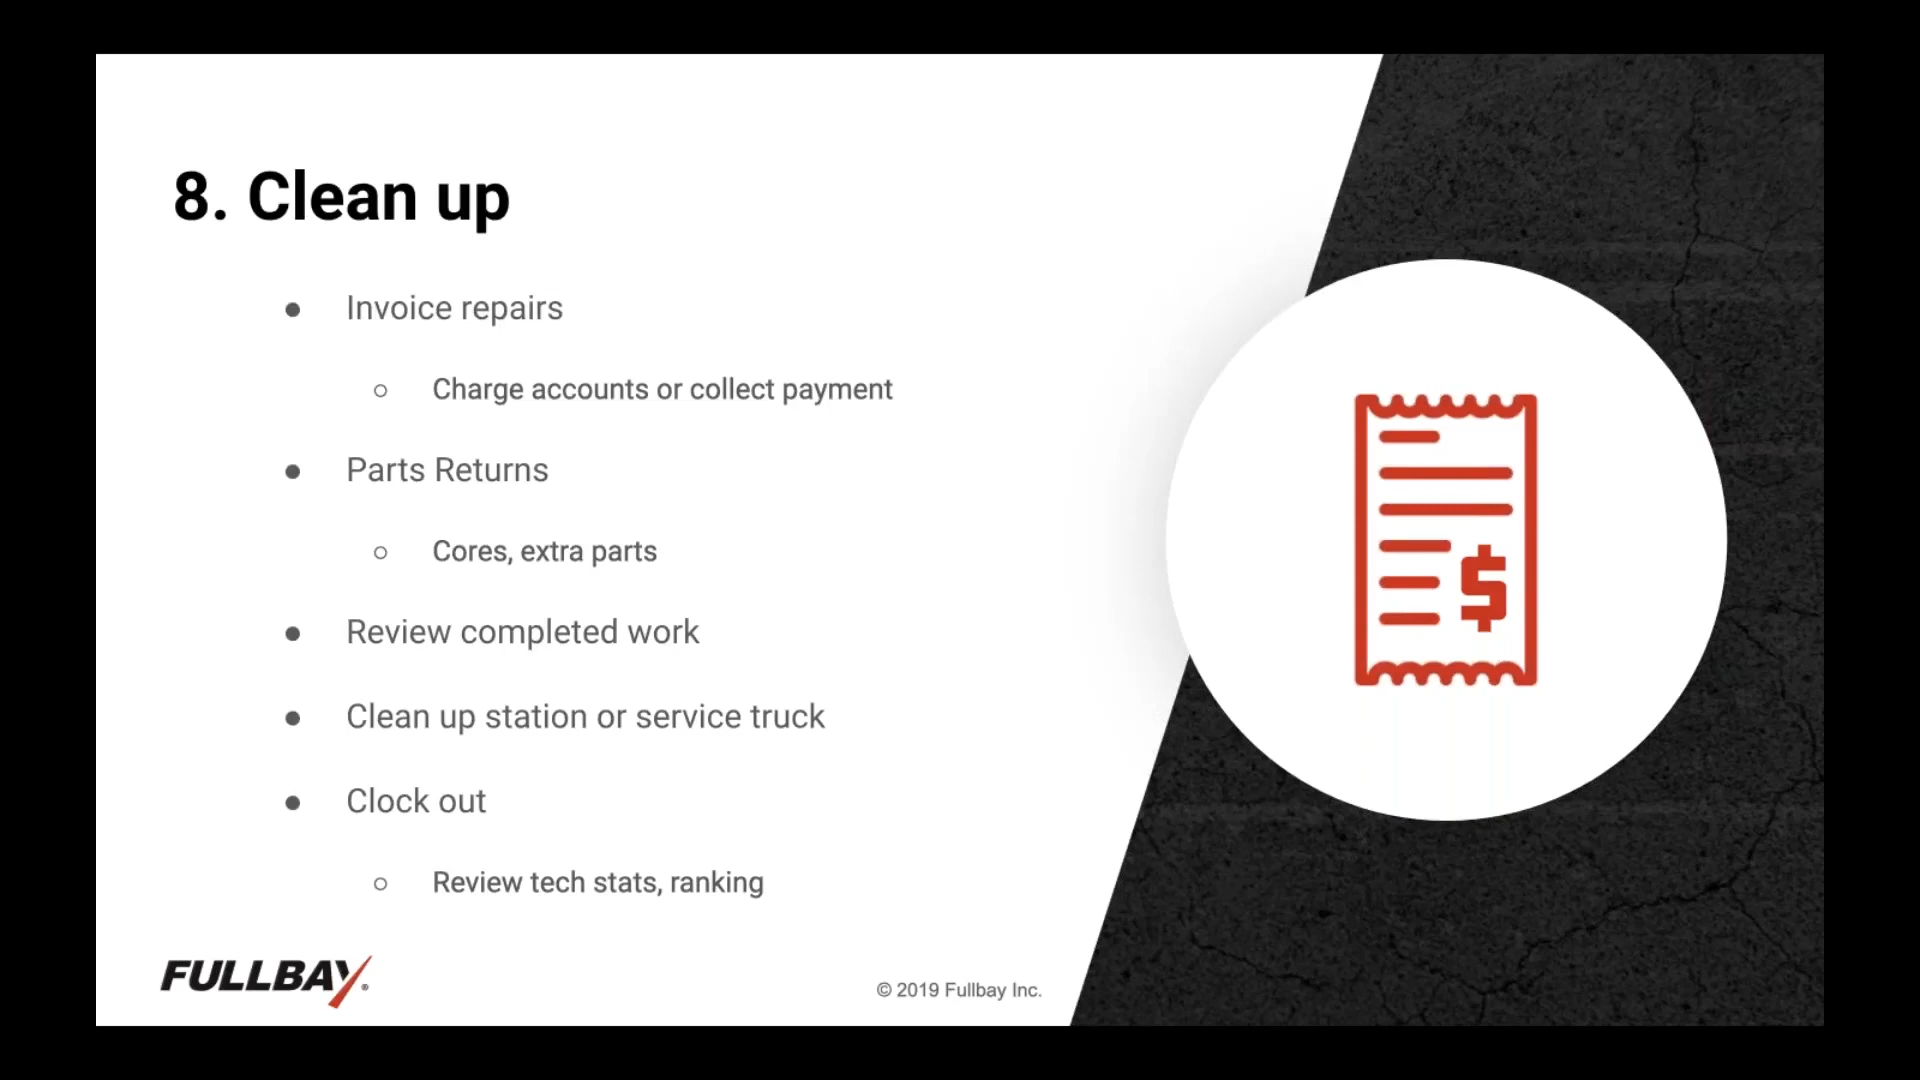 8. Clean up
● Invoice repairs
○ Charge accounts or collect payment
● Parts Returns
○ Cores, extra parts
● Review completed work
● Clean up station or service truck
● Clock out
○ Review tech stats, ranking
$
FULLBAY®
© 2019 Fullbay Inc.